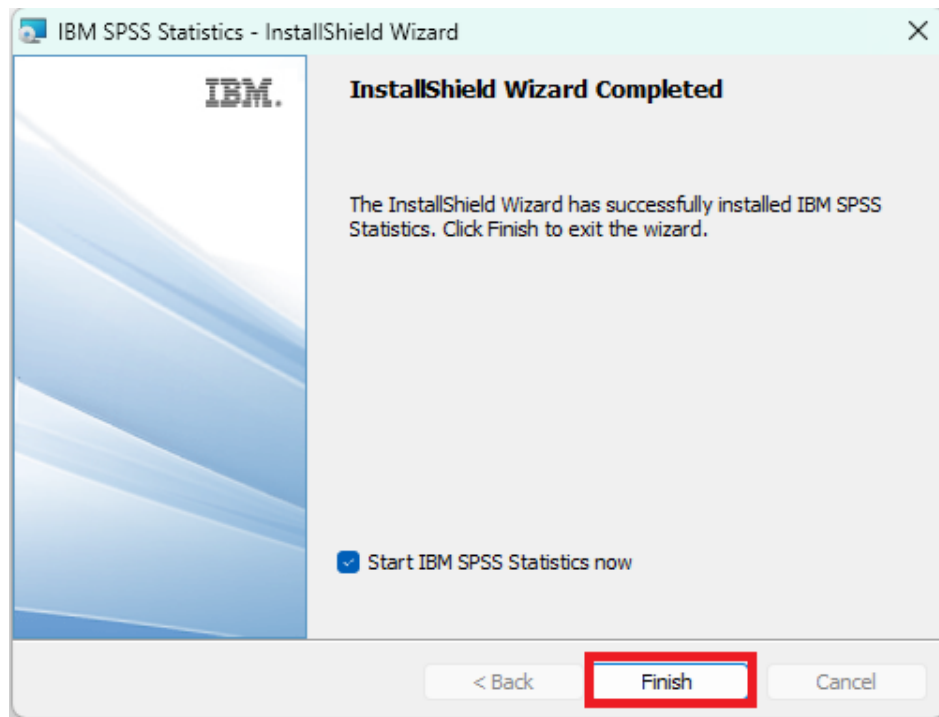 IBM SPSS Statistics - InstallShield Wizard
IBM.
InstallShield Wizard Completed
The InstallShield Wizard has successfully installed IBM SPSS
Statistics. Click Finish to exit the wizard.
Start IBM SPSS Statistics now
< Back
Finish
Cancel